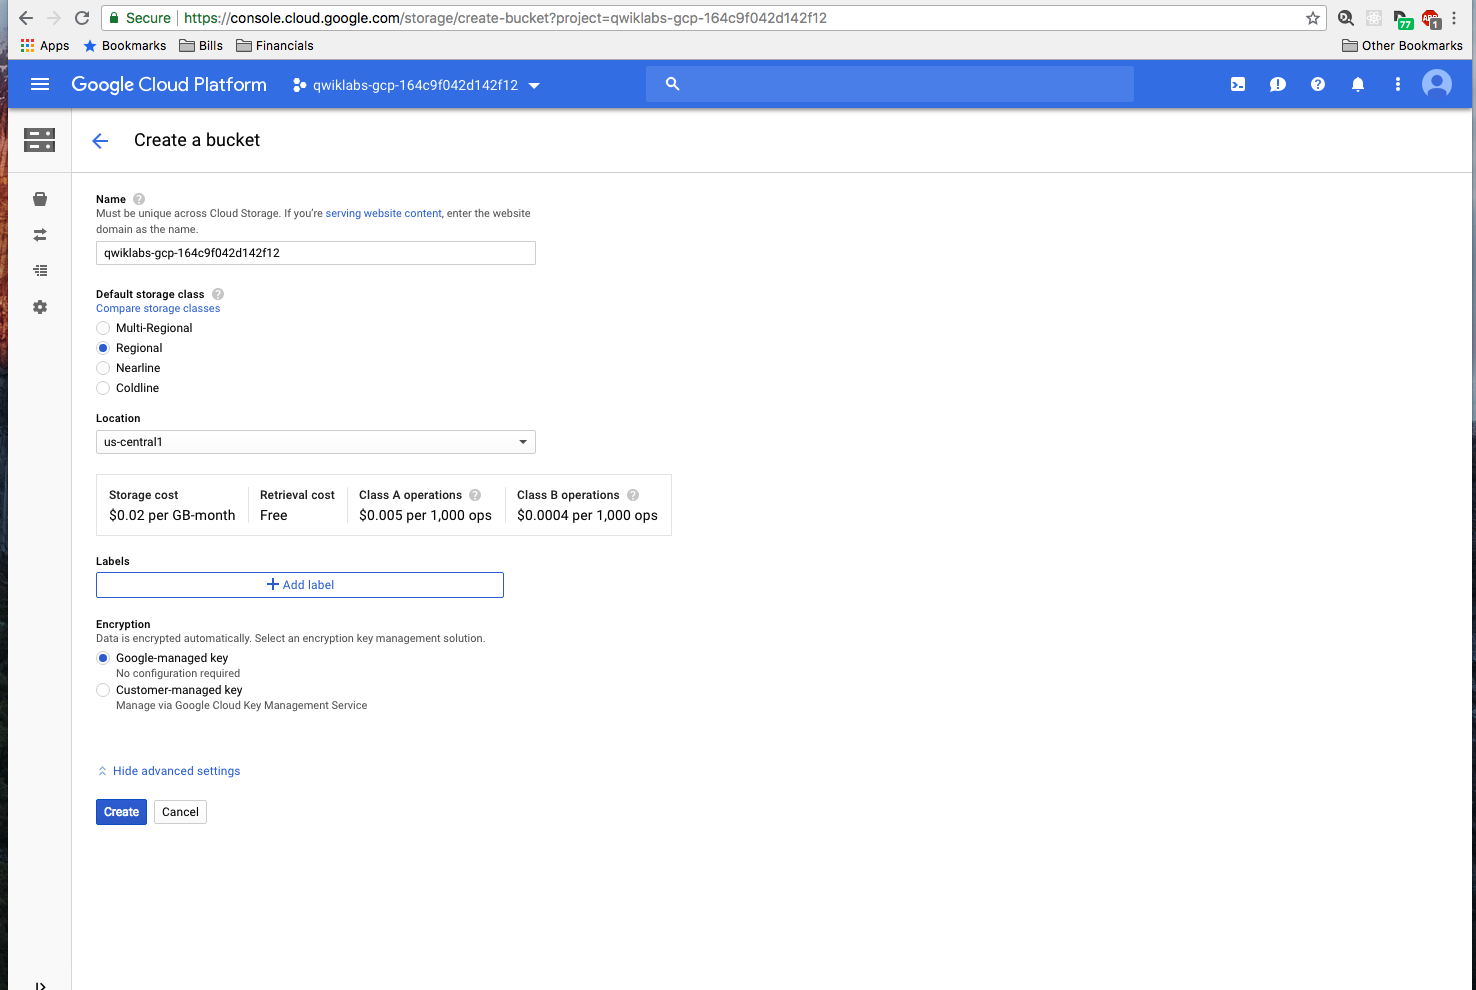 Secure https://console.cloud.google.com/storage/create-bucket?project=qwiklabs-gcp-164c9f042d142f12
77 1
Apps Bookmarks Bills Financials Other Bookmarks
Google Cloud Platform qwiklabs-gcp-164c9f042d142f12
Create a bucket
Name
Must be unique across Cloud Storage. If you're serving website content, enter the website
domain as the name.
qwiklabs-gcp-164c9f042d142f12
Default storage class
Compare storage classes
Multi-Regional
Regional
Nearline
Coldline
Location
us-central1
Storage cost Retrieval cost Class A operations Class B operations
$0.02 per GB-month Free $0.005 per 1,000 ops $0.0004 per 1,000 ops
Labels
+ Add label
Encryption
Data is encrypted automatically. Select an encryption key management solution.
Google-managed key
No configuration required
Customer-managed key
Manage via Google Cloud Key Management Service
Hide advanced settings
Create Cancel